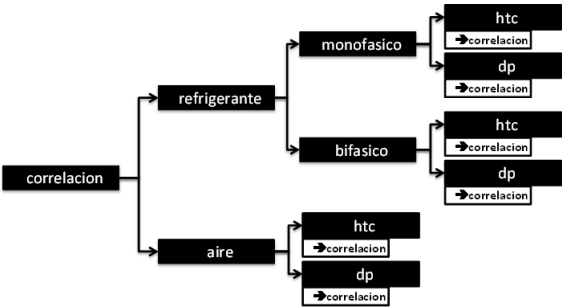 correlacion
refrigerante
monofasico
htc
➔correlacion
dp
➔correlacion
bifasico
htc
➔correlacion
dp
➔correlacion
aire
htc
➔correlacion
dp
➔correlacion